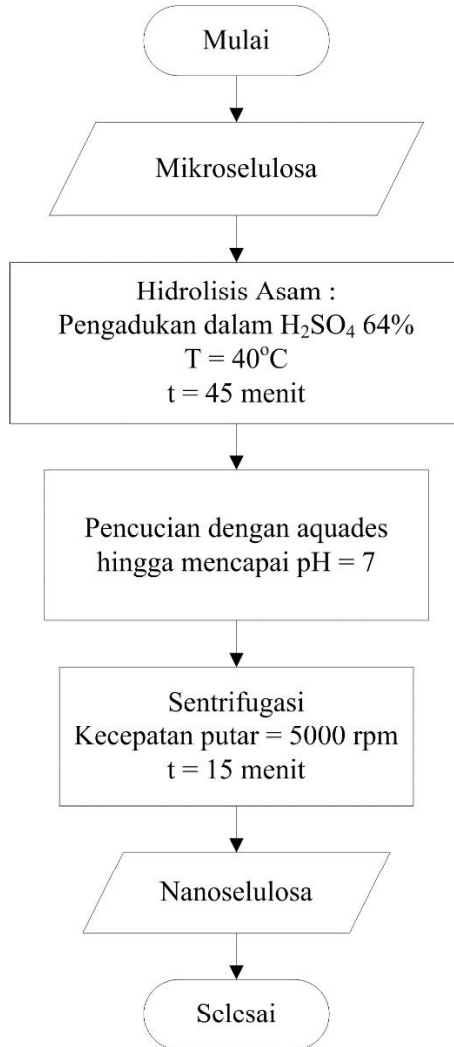 Mulai
Mikroselulosa
Hidrolisis Asam :
Pengadukan dalam H₂SO₄ 64%
T = 40°C
t = 45 menit
Pencucian dengan aquades
hingga mencapai pH = 7
Sentrifugasi
Kecepatan putar = 5000 rpm
t = 15 menit
Nanoselulosa
Selesai